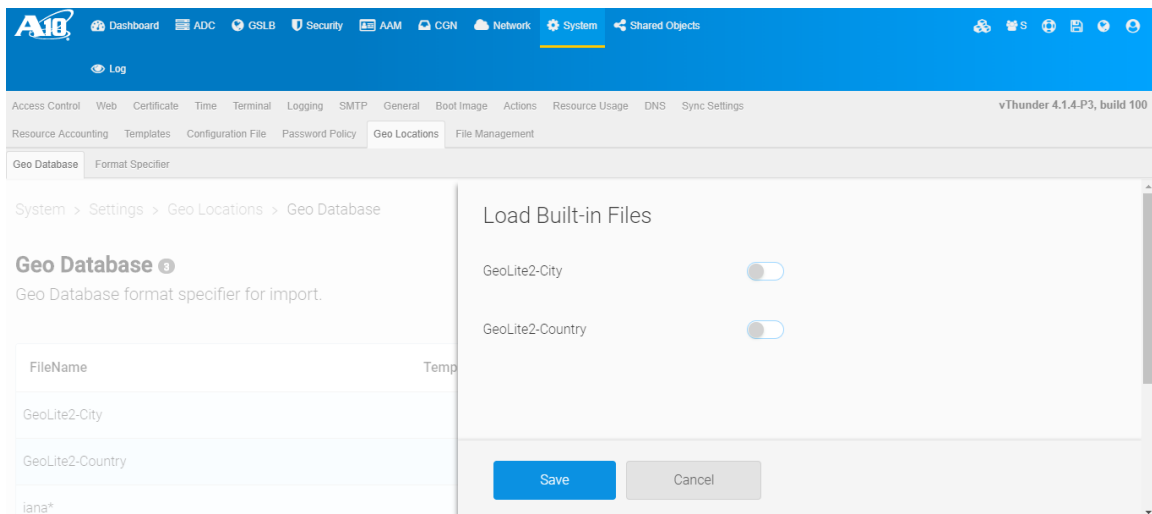 A10 Dashboard ADC GSLB Security AAM CGN Network System Shared Objects S
Log
Access Control Web Certificate Time Terminal Logging SMTP General Boot Image Actions Resource Usage DNS Sync Settings vThunder 4.1.4-P3, build 100
Resource Accounting Templates Configuration File Password Policy Geo Locations File Management
Geo Database Format Specifier
System > Settings > Geo Locations > Geo Database
Load Built-in Files
Geo Database 3
GeoLite2-City
Geo Database format specifier for import.
GeoLite2-Country
FileName Temp
GeoLite2-City
GeoLite2-Country
Save Cancel
iana*